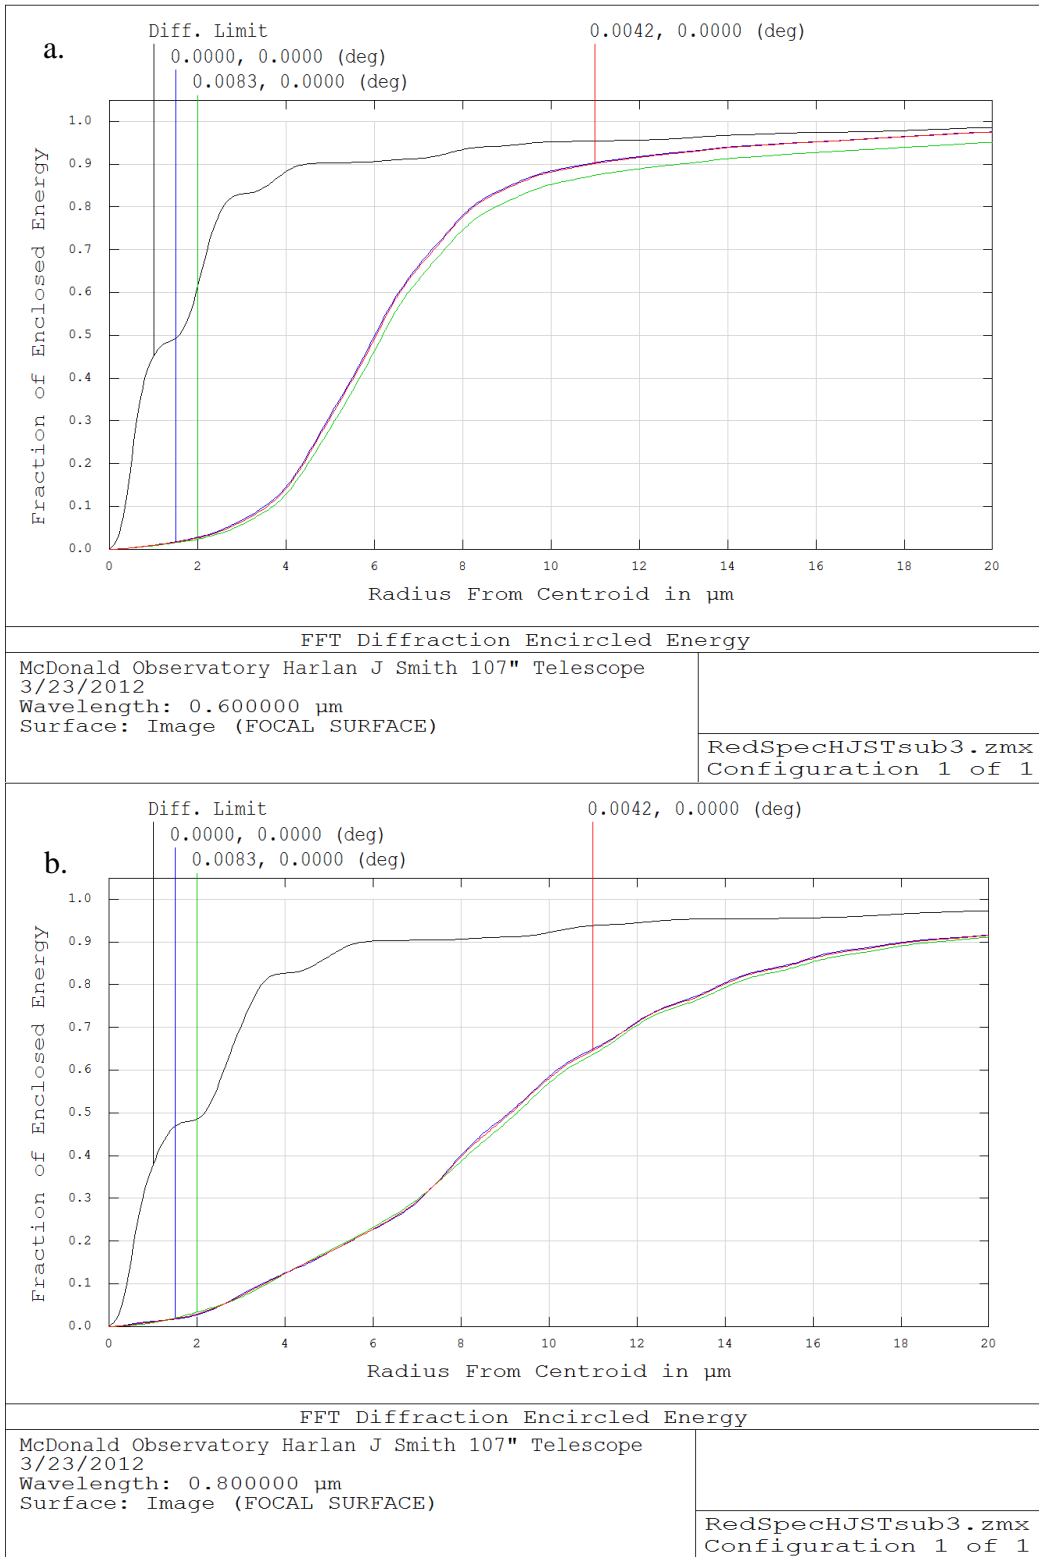 a.
Diff. Limit
0.0042, 0.0000 (deg)
0.0000, 0.0000 (deg)
0.0083, 0.0000 (deg)
1.0
0.9
0.8
0.7
0.6
0.5
0.4
0.3
0.2
0.1
0.0
Fraction of Enclosed Energy
0 2 4 6 8 10 12 14 16 18 20
Radius From Centroid in µm
FFT Diffraction Encircled Energy
McDonald Observatory Harlan J Smith 107" Telescope
3/23/2012
Wavelength: 0.600000 µm
Surface: Image (FOCAL SURFACE)
RedSpecHJSTsub3.zmx
Configuration 1 of 1
b.
Diff. Limit
0.0042, 0.0000 (deg)
0.0000, 0.0000 (deg)
0.0083, 0.0000 (deg)
1.0
0.9
0.8
0.7
0.6
0.5
0.4
0.3
0.2
0.1
0.0
Fraction of Enclosed Energy
0 2 4 6 8 10 12 14 16 18 20
Radius From Centroid in µm
FFT Diffraction Encircled Energy
McDonald Observatory Harlan J Smith 107" Telescope
3/23/2012
Wavelength: 0.800000 µm
Surface: Image (FOCAL SURFACE)
RedSpecHJSTsub3.zmx
Configuration 1 of 1